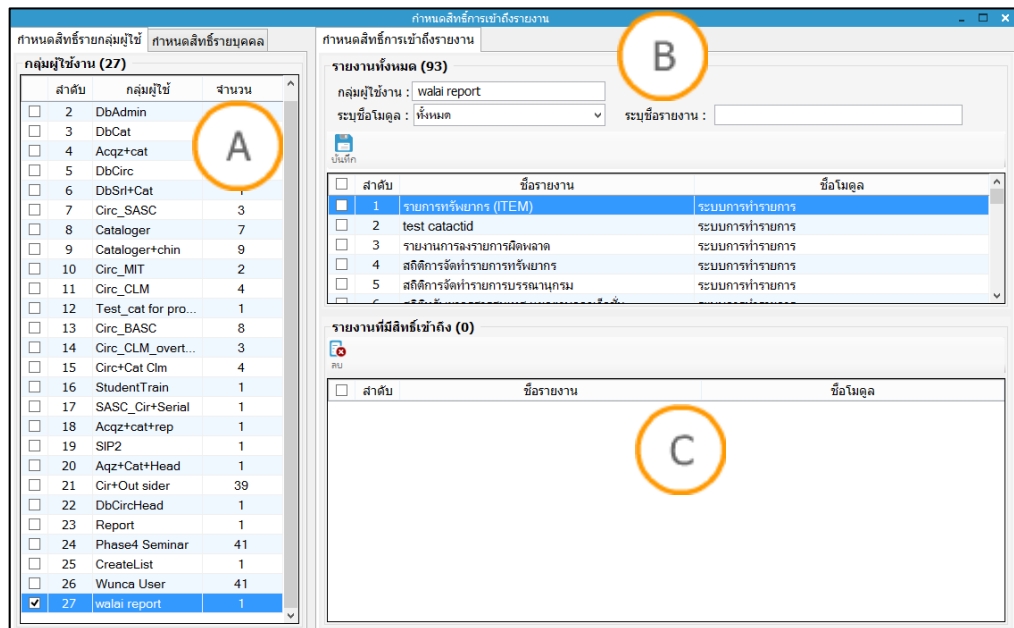 กำหนดสิทธิ์การเข้าถึงรายงาน
กำหนดสิทธิ์รายกลุ่มผู้ใช้ กำหนดสิทธิ์รายบุคคล
กลุ่มผู้ใช้งาน (27)
ลำดับ กลุ่มผู้ใช้ จำนวน
2 DbAdmin
3 DbCat
4 Acqz+cat
5 DbCirc
6 DbSrl+Cat
7 Circ_SASC 3
8 Cataloger 7
9 Cataloger+chin 9
10 Circ_MIT 2
11 Circ_CLM 4
12 Test_cat for pro... 1
13 Circ_BASC 8
14 Circ_CLM_overt... 3
15 Circ+Cat Clm 4
16 StudentTrain 1
17 SASC_Cir+Serial 1
18 Acqz+cat+rep 1
19 SIP2 1
20 Aqz+Cat+Head 1
21 Cir+Out sider 39
22 DbCircHead 1
23 Report 1
24 Phase4 Seminar 41
25 CreateList 1
26 Wunca User 41
27 walai report 1
A
กำหนดสิทธิ์การเข้าถึงรายงาน
B
รายงานทั้งหมด (93)
กลุ่มผู้ใช้งาน : walai report
ระบุชื่อโมดูล : ทั้งหมด ระบุชื่อรายงาน :
บันทึก
ลำดับ ชื่อรายงาน ชื่อโมดูล
1 รายการทรัพยากร (ITEM) ระบบการทำรายการ
2 test catactid ระบบการทำรายการ
3 รายงานการลงรายการผิดพลาด ระบบการทำรายการ
4 สถิติการจัดทำรายการทรัพยากร ระบบการทำรายการ
5 สถิติการจัดทำรายการบรรณานุกรม ระบบการทำรายการ
รายงานที่มีสิทธิ์เข้าถึง (0)
ลบ
ลำดับ ชื่อรายงาน ชื่อโมดูล
C